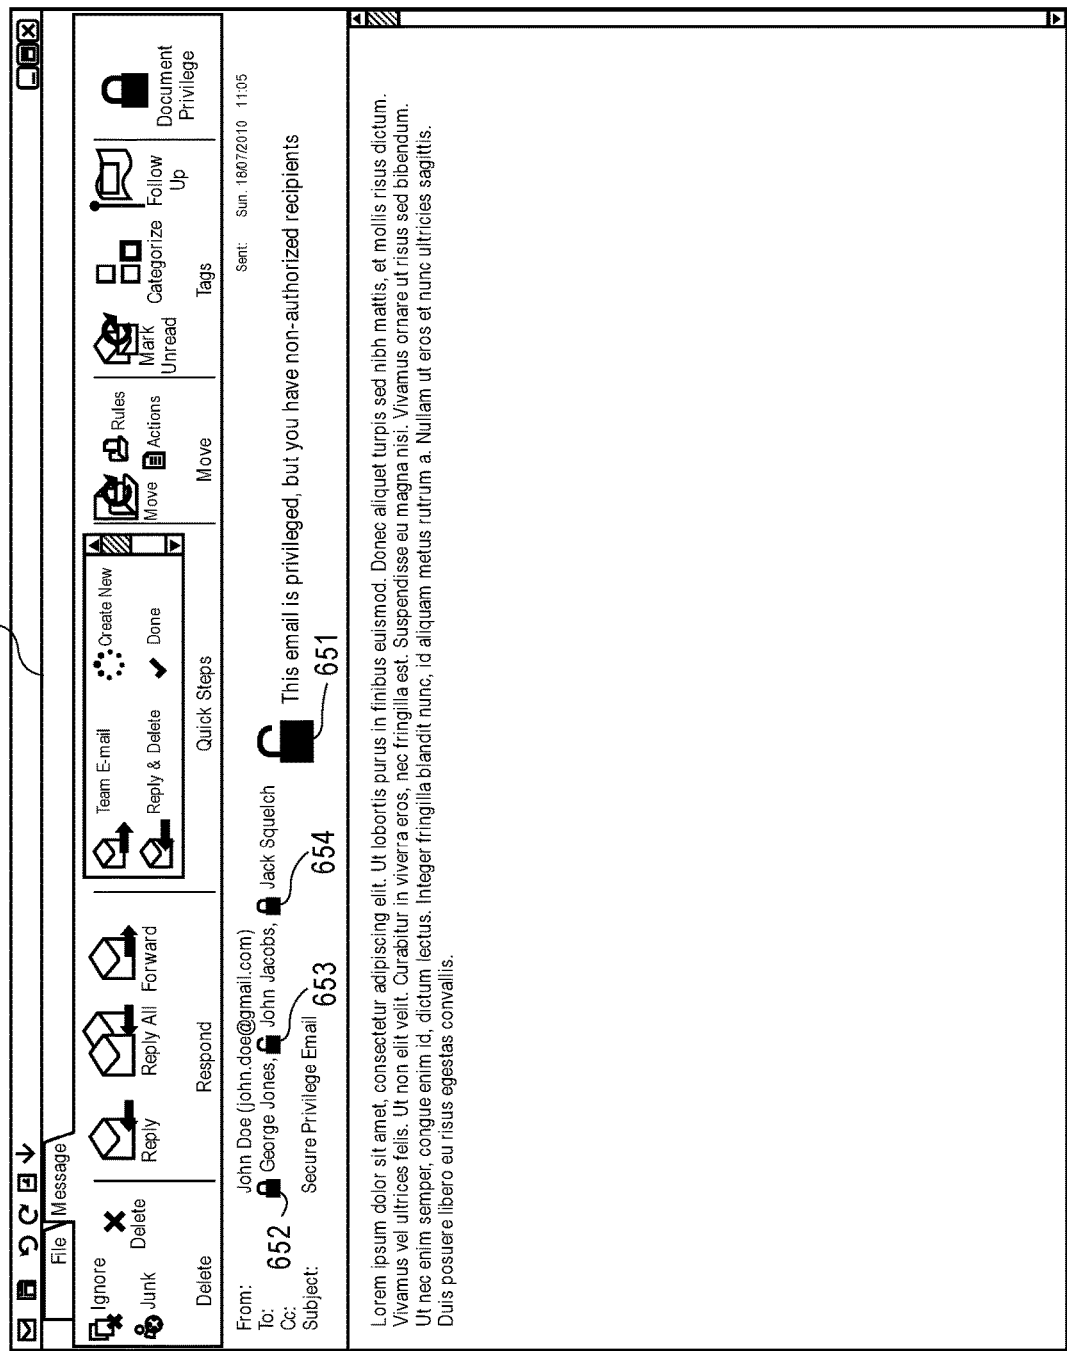 File Message
Ignore
Junk
Delete
Delete
Reply
Reply All
Forward
Respond
Team E-mail
Create New
Reply & Delete
Done
Quick Steps
Move
Rules
Actions
Move
Mark
Unread
Categorize
Follow
Up
Tags
Document
Privilege
From: John Doe (john.doe@gmail.com)
Sent: Sun. 18/07/2010 11:05
To: George Jones, John Jacobs, Jack Squelch
Cc:
652
Subject: Secure Privilege Email
653
654
This email is privileged, but you have non-authorized recipients
651
Lorem ipsum dolor sit amet, consectetur adipiscing elit. Ut lobortis purus in finibus euismod. Donec aliquet turpis sed nibh mattis, et mollis risus dictum.
Vivamus vel ultrices felis. Ut non elit velit. Curabitur in viverra eros, nec fringilla est. Suspendisse eu magna nisi. Vivamus ornare ut risus sed bibendum.
Ut nec enim semper, congue enim id, dictum lectus. Integer fringilla blandit nunc, id aliquam metus rutrum a. Nullam ut eros et nunc ultricies sagittis.
Duis posuere libero eu risus egestas convallis.